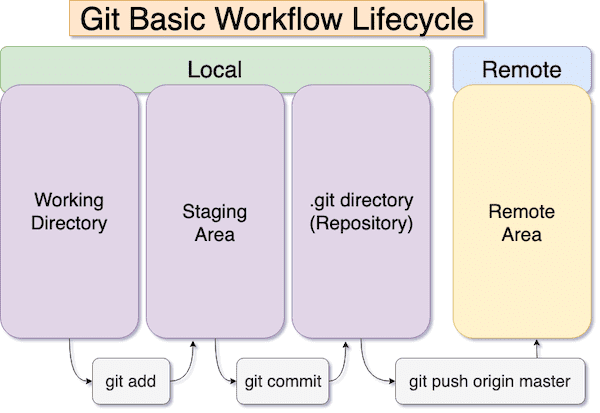 Git Basic Workflow Lifecycle
Local
Remote
Working
Directory
Staging
Area
.git directory
(Repository)
Remote
Area
git add
git commit
git push origin master